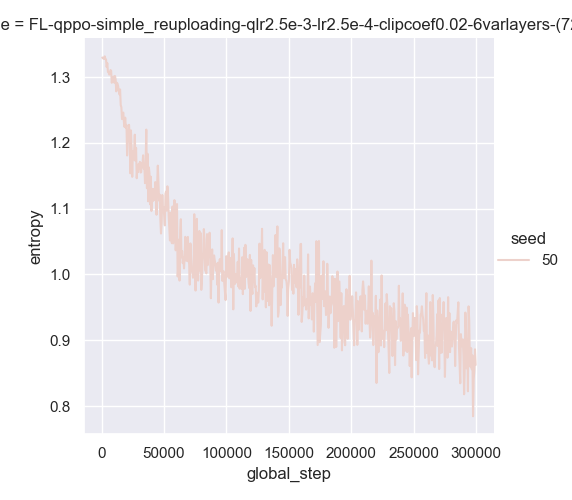 e = FL-qppo-simple_reuploading-qlr2.5e-3-lr2.5e-4-clipcoef0.02-6varlayers-(72
1.3
1.2
1.1
1.0
0.9
0.8
entropy
0 50000 100000 150000 200000 250000 300000
global_step
seed
50